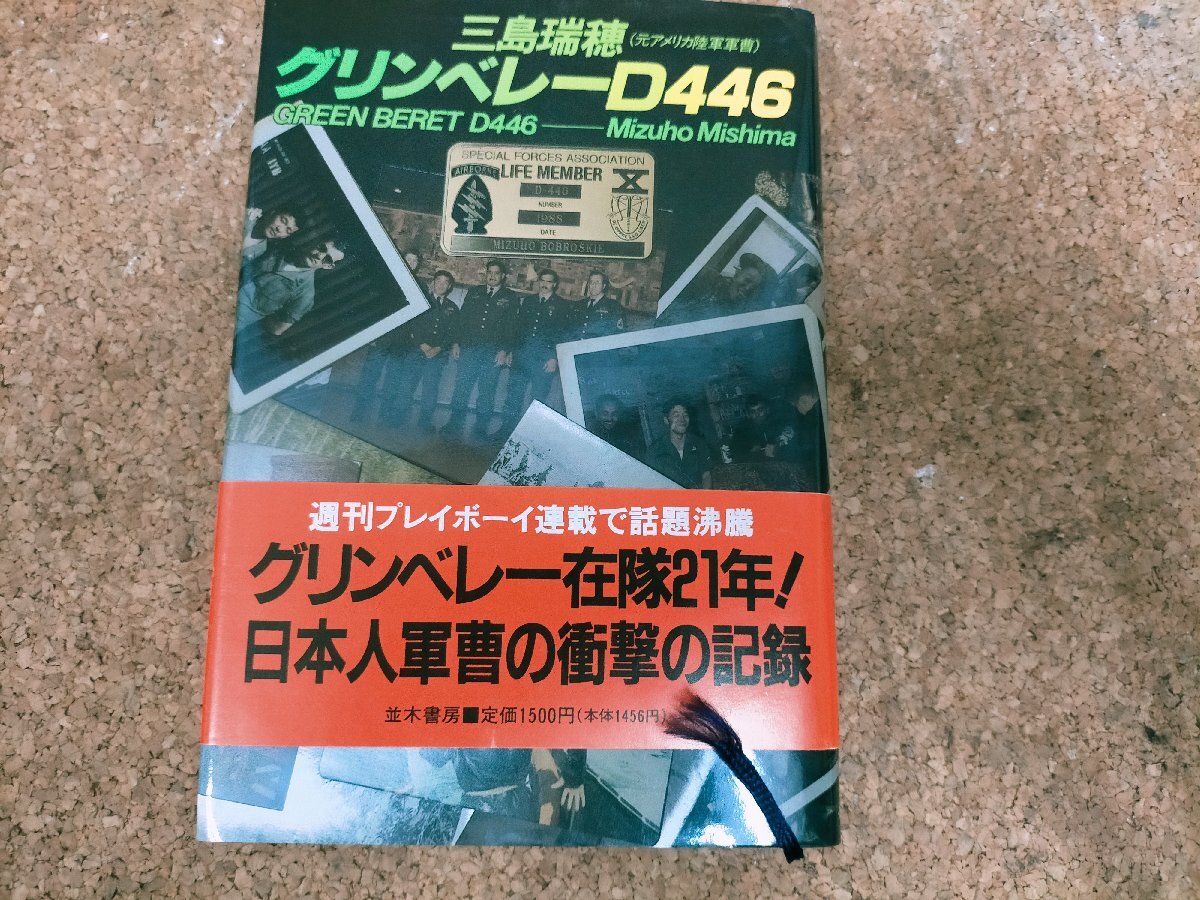 三島瑞穂(元アメリカ陸軍軍曹)
グリンベレーD446
GREEN BERET D446——Mizuho Mishima
SPECIAL FORCES ASSOCIATION
AIRBORNE
LIFE MEMBER
D-446
NUMBER
1988
DATE
MIZUHO BOBROSKIE
週刊プレイボーイ連載で話題沸騰
グリンベレー在隊21年!
日本人軍曹の衝撃の記録
並木書房■定価1500円(本体1456円)